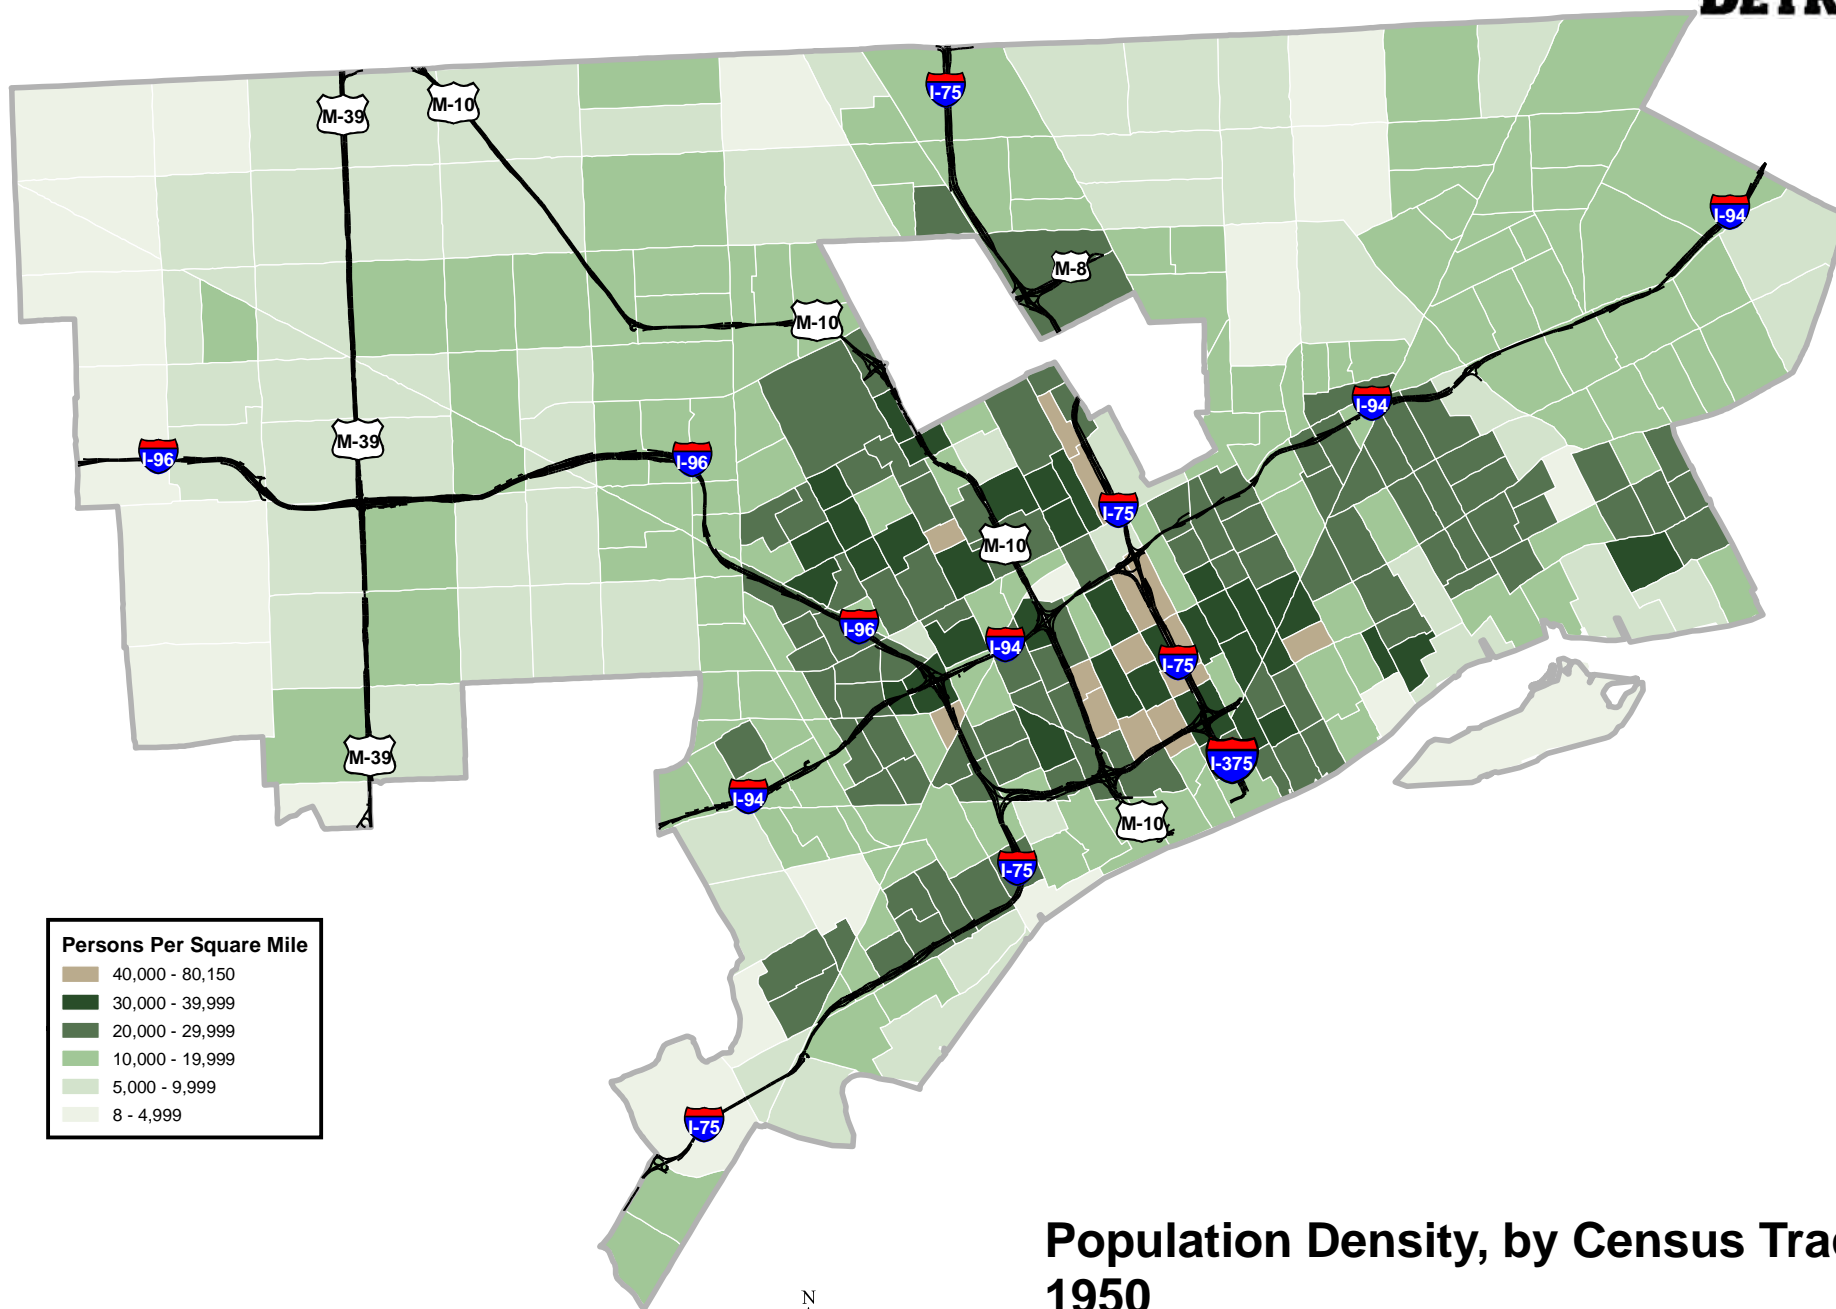 I-75
M-39
M-10
I-94
M-8
M-10
I-94
M-39
I-96
I-96
I-75
M-10
I-96
I-94
I-75
M-39
I-375
I-94
M-10
I-75
I-75
Persons Per Square Mile
40,000 - 80,150
30,000 - 39,999
20,000 - 29,999
10,000 - 19,999
5,000 - 9,999
8 - 4,999
Population Density, by Census
1950
N